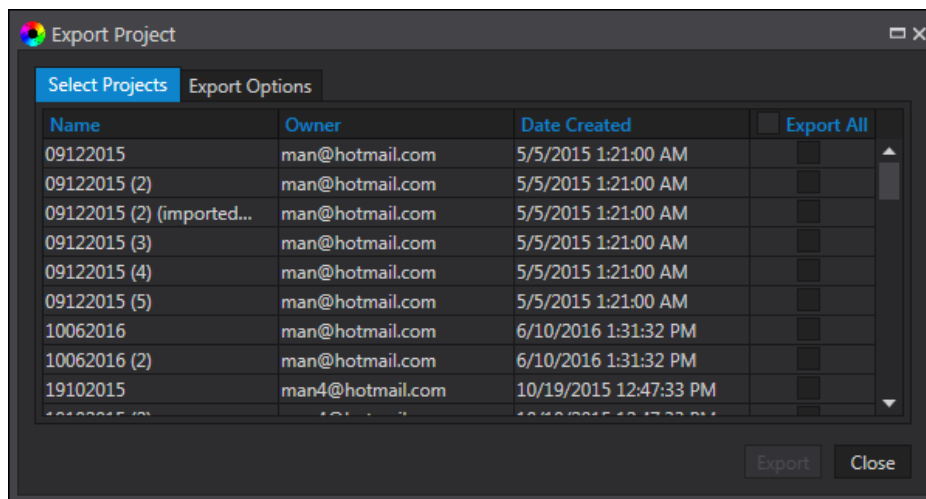 Export Project
Select Projects Export Options
Name Owner Date Created Export All
09122015 man@hotmail.com 5/5/2015 1:21:00 AM
09122015 (2) man@hotmail.com 5/5/2015 1:21:00 AM
09122015 (2) (imported... man@hotmail.com 5/5/2015 1:21:00 AM
09122015 (3) man@hotmail.com 5/5/2015 1:21:00 AM
09122015 (4) man@hotmail.com 5/5/2015 1:21:00 AM
09122015 (5) man@hotmail.com 5/5/2015 1:21:00 AM
10062016 man@hotmail.com 6/10/2016 1:31:32 PM
10062016 (2) man@hotmail.com 6/10/2016 1:31:32 PM
19102015 man4@hotmail.com 10/19/2015 12:47:33 PM
Export Close